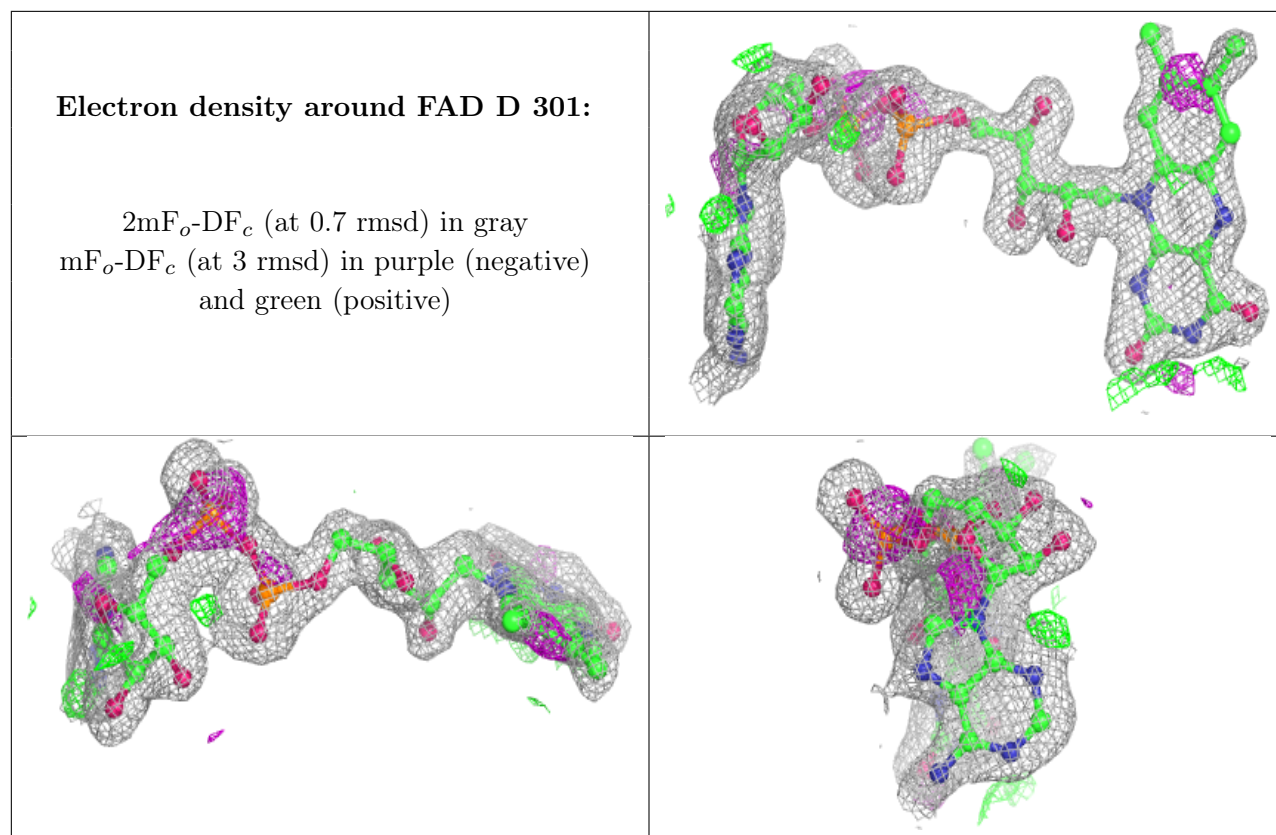 Electron density around FAD D 301:
2mFo-DFc (at 0.7 rmsd) in gray
mFo-DFc (at 3 rmsd) in purple (negative)
and green (positive)